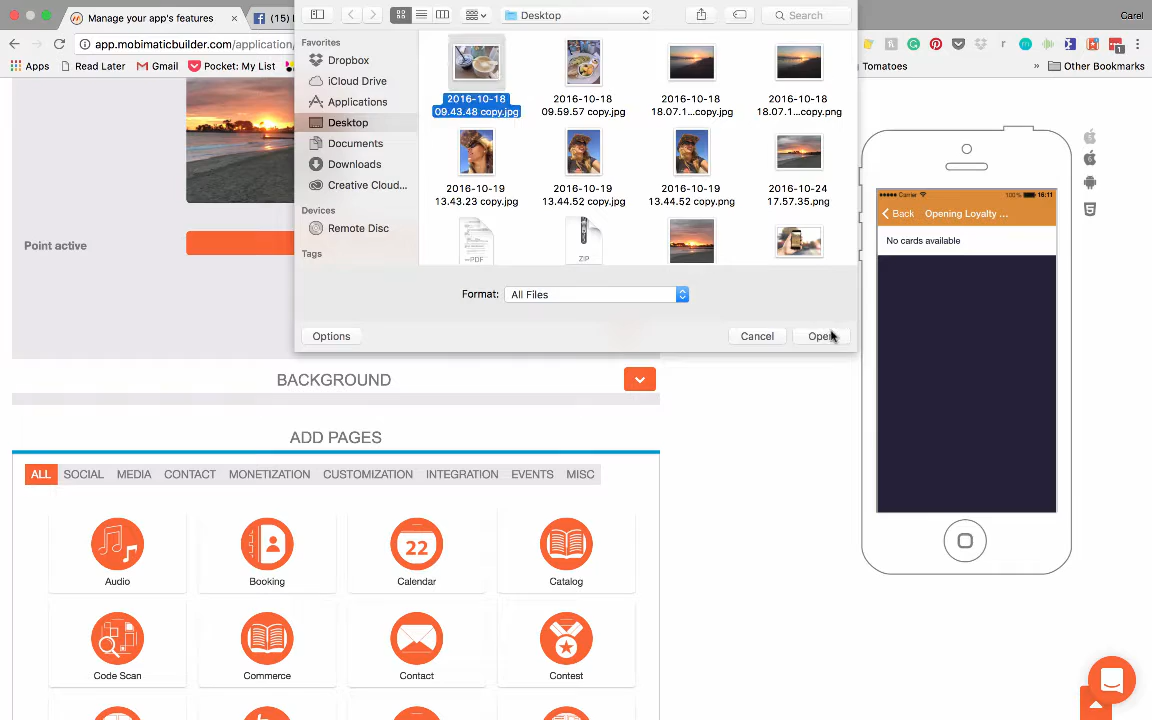 Manage your app's features
(15)
Desktop
Search
Carel
app.mobimaticbuilder.com/application/
Apps
Read Later
Gmail
Pocket: My List
Tomatoes
»
Other Bookmarks
Favorites
Dropbox
iCloud Drive
Applications
Desktop
Documents
Downloads
Creative Cloud...
Devices
Remote Disc
Tags
2016-10-18
09.43.48 copy.jpg
2016-10-18
09.59.57 copy.jpg
2016-10-18
18.07.1...copy.jpg
2016-10-18
18.07.1...copy.png
2016-10-19
13.43.23 copy.jpg
2016-10-19
13.44.52 copy.jpg
2016-10-19
13.44.52 copy.png
2016-10-24
17.57.35.png
PDF
ZIP
Format:
All Files
Options
Cancel
Open
Point active
Carrier
100%
16:11
Back
Opening Loyalty ...
No cards available
BACKGROUND
ADD PAGES
ALL
SOCIAL
MEDIA
CONTACT
MONETIZATION
CUSTOMIZATION
INTEGRATION
EVENTS
MISC
22
Audio
Booking
Calendar
Catalog
Code Scan
Commerce
Contact
Contest